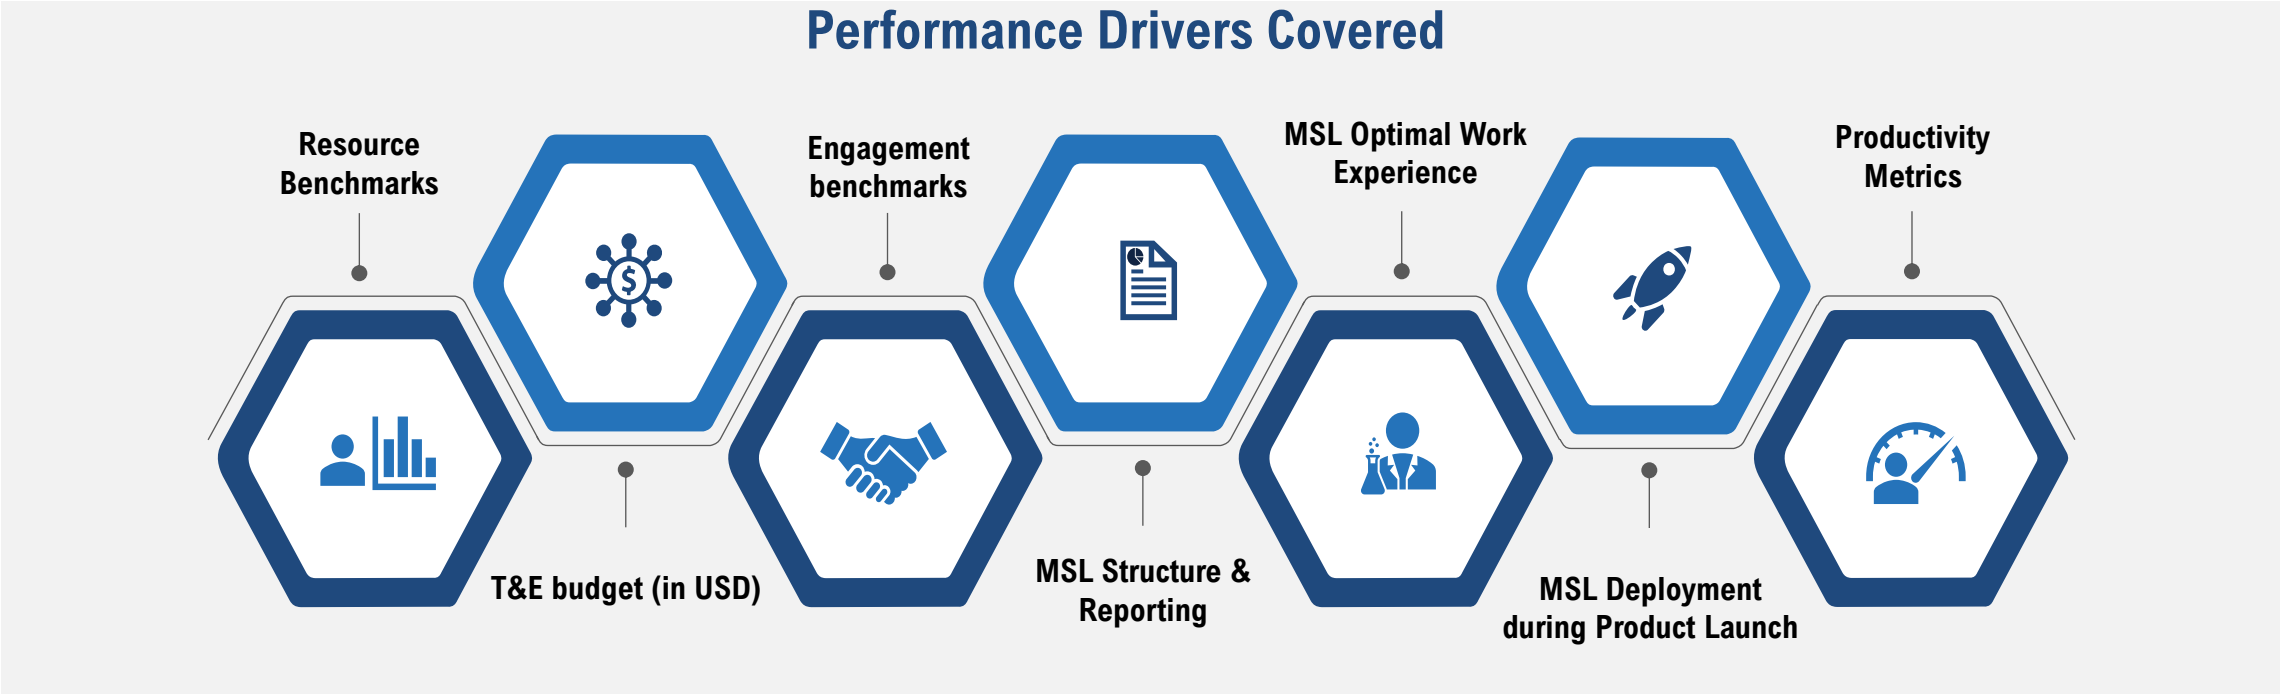 Performance Drivers Covered
Resource
Benchmarks
T&E budget (in USD)
Engagement
benchmarks
MSL Structure &
Reporting
MSL Optimal Work
Experience
MSL Deployment
during Product Launch
Productivity
Metrics
$